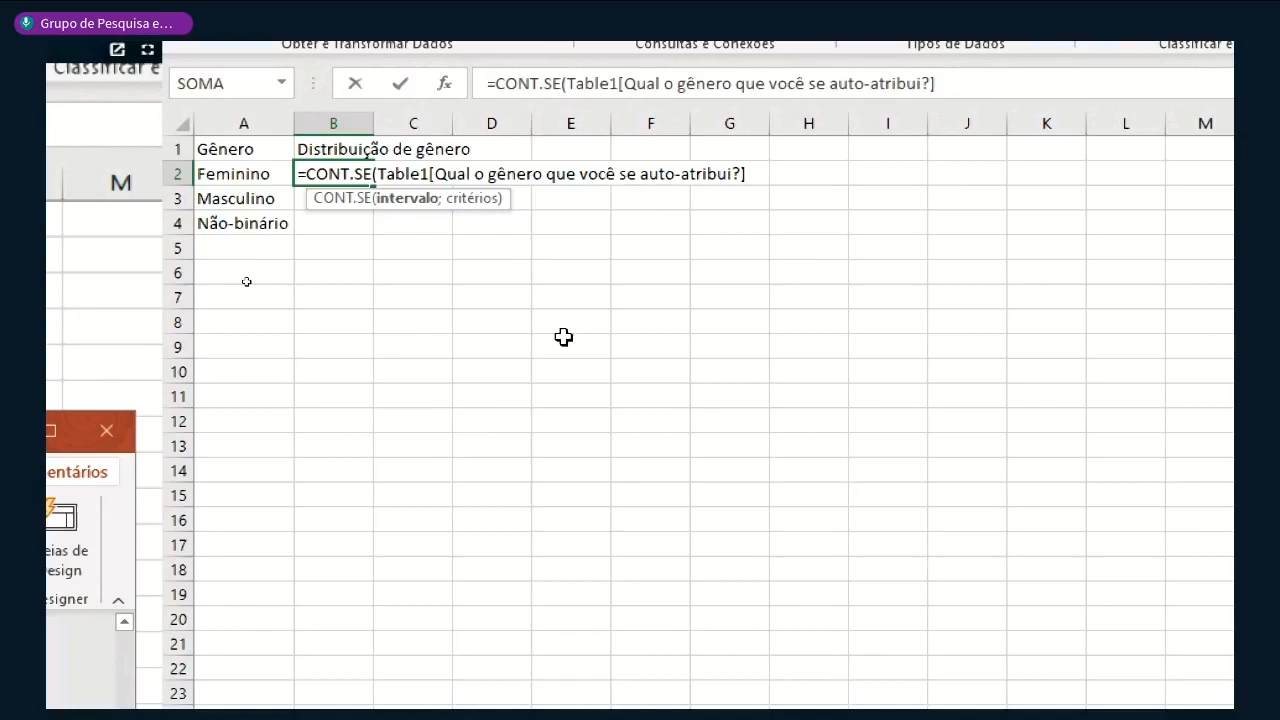 Grupo de Pesquisa e...
Obter e Transformar Dados
Consultas e Conexões
Tipos de Dados
Classificar e
Classificar e
SOMA
fx
=CONT.SE(Table1[Qual o gênero que você se auto-atribui?]
A B C D E F G H I J K L M
M
1 Gênero Distribuição de gênero
2 Feminino =CONT.SE(Table1[Qual o gênero que você se auto-atribui?]
3 Masculino CONT.SE(intervalo; critérios)
4 Não-binário
5
6
7
8
9
10
11
12
13
14
15
16
17
18
19
20
21
22
23
entários
eias de
esign
esigner